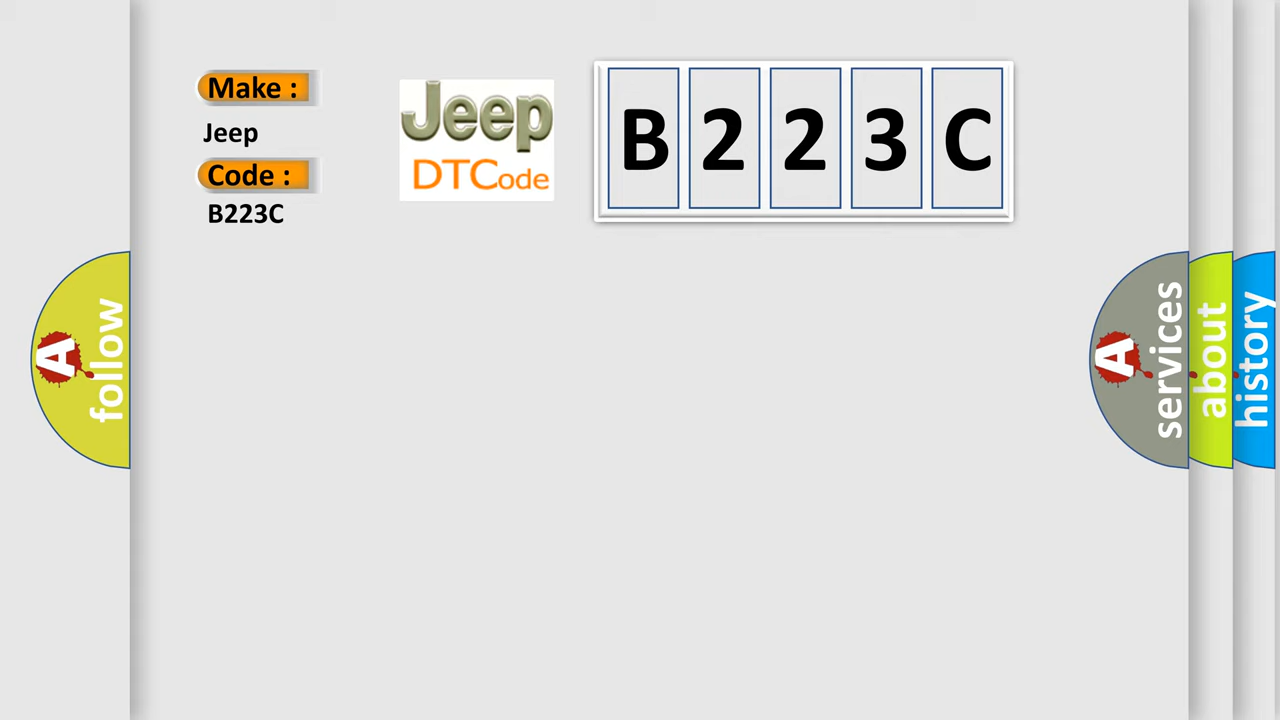 Make :
Jeep
Code :
B223C
Jeep
DTCode
B 2 2 3 C
A follow
A services
about
history